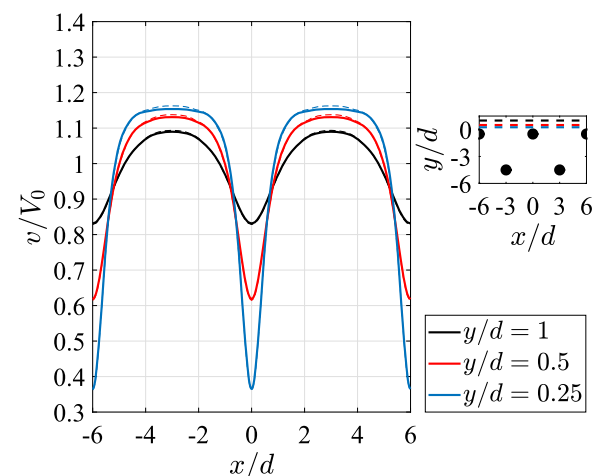 1.4
1.3
1.2
1.1
1
0.9
0.8
0.7
0.6
0.5
0.4
0.3
v/V₀
-6 -4 -2 0 2 4 6
x/d
0
-3
-6
y/d
-6 -3 0 3 6
x/d
y/d = 1
y/d = 0.5
y/d = 0.25